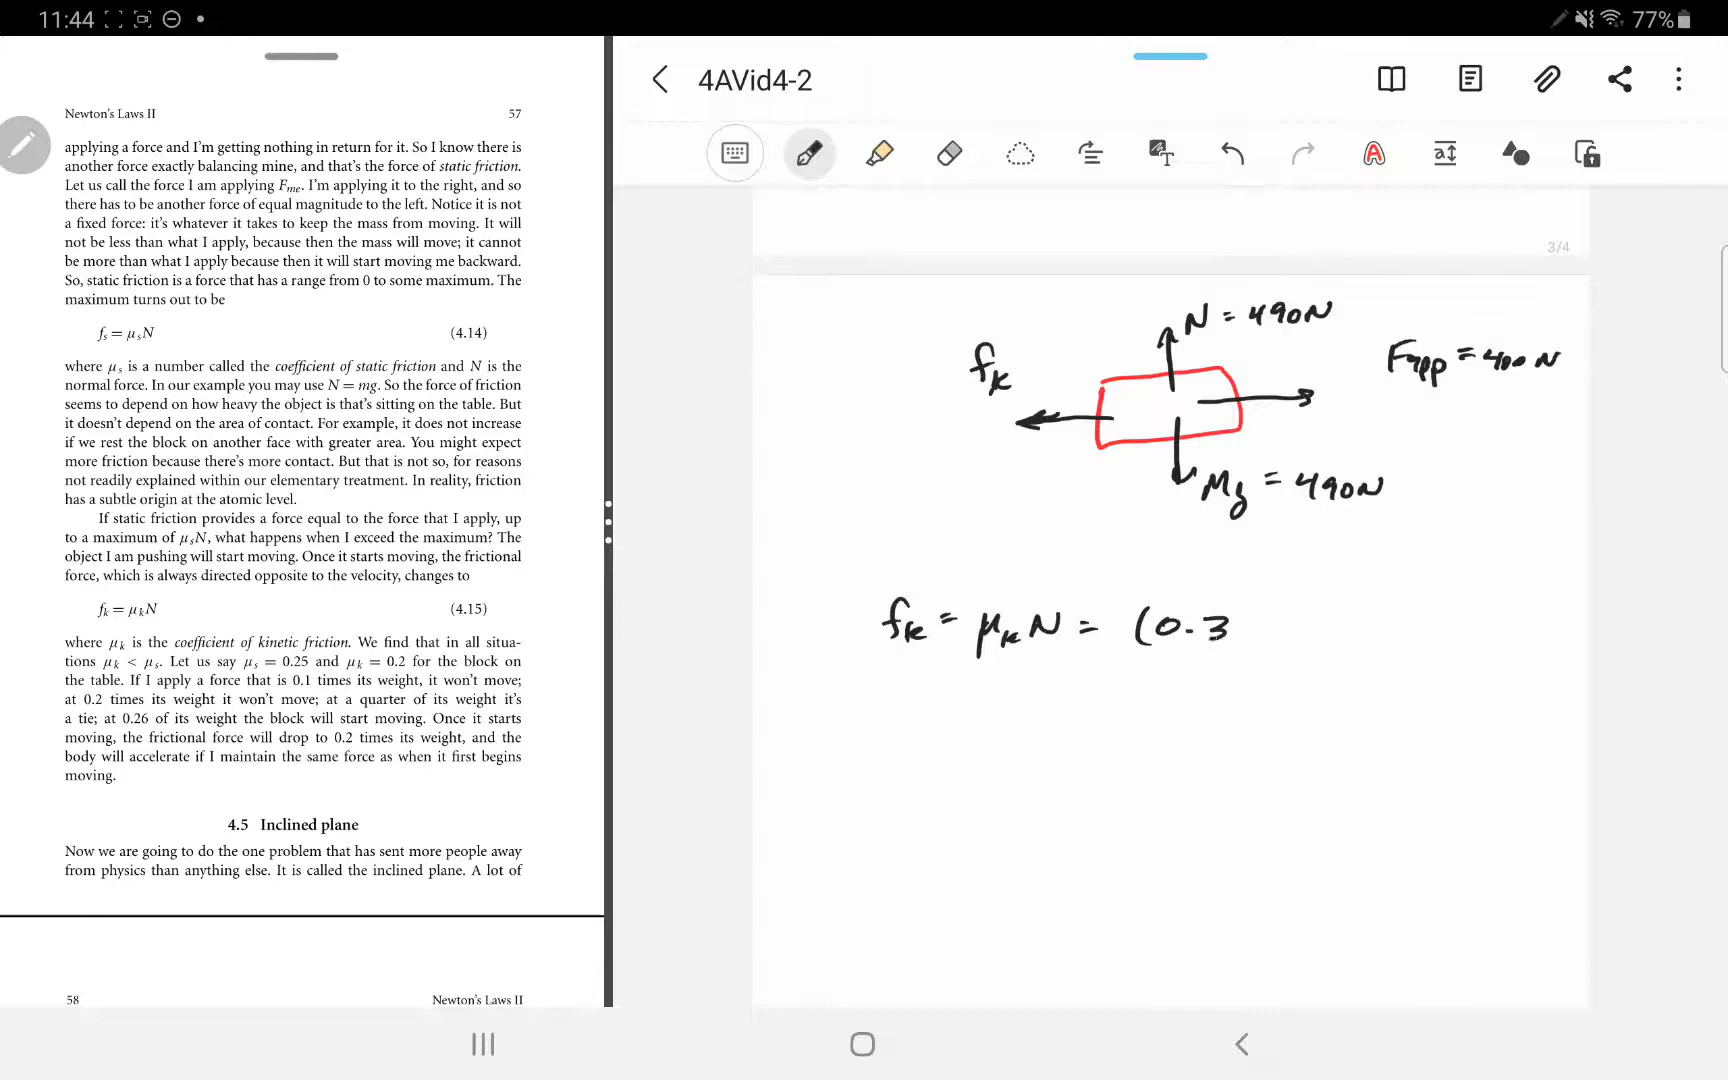 11:44
77%
Newton's Laws II 57
applying a force and I'm getting nothing in return for it. So I know there is
another force exactly balancing mine, and that's the force of static friction.
Let us call the force I am applying Fme. I'm applying it to the right, and so
there has to be another force of equal magnitude to the left. Notice it is not
a fixed force: it's whatever it takes to keep the mass from moving. It will
not be less than what I apply, because then the mass will move; it cannot
be more than what I apply because then it will start moving me backward.
So, static friction is a force that has a range from 0 to some maximum. The
maximum turns out to be
fs = μsN (4.14)
where μs is a number called the coefficient of static friction and N is the
normal force. In our example you may use N = mg. So the force of friction
seems to depend on how heavy the object is that's sitting on the table. But
it doesn't depend on the area of contact. For example, it does not increase
if we rest the block on another face with greater area. You might expect
more friction because there's more contact. But that is not so, for reasons
not readily explained within our elementary treatment. In reality, friction
has a subtle origin at the atomic level.
If static friction provides a force equal to the force that I apply, up
to a maximum of μsN, what happens when I exceed the maximum? The
object I am pushing will start moving. Once it starts moving, the frictional
force, which is always directed opposite to the velocity, changes to
fk = μkN (4.15)
where μk is the coefficient of kinetic friction. We find that in all situa-
tions μk < μs. Let us say μs = 0.25 and μk = 0.2 for the block on
the table. If I apply a force that is 0.1 times its weight, it won't move;
at 0.2 times its weight it won't move; at a quarter of its weight it's
a tie; at 0.26 of its weight the block will start moving. Once it starts
moving, the frictional force will drop to 0.2 times its weight, and the
body will accelerate if I maintain the same force as when it first begins
moving.
4.5 Inclined plane
Now we are going to do the one problem that has sent more people away
from physics than anything else. It is called the inclined plane. A lot of
58 Newton's Laws II
4AVid4-2
3/4
N = 490N
fk
Fapp = 400 N
Mg = 490N
fk = μkN = (0.3